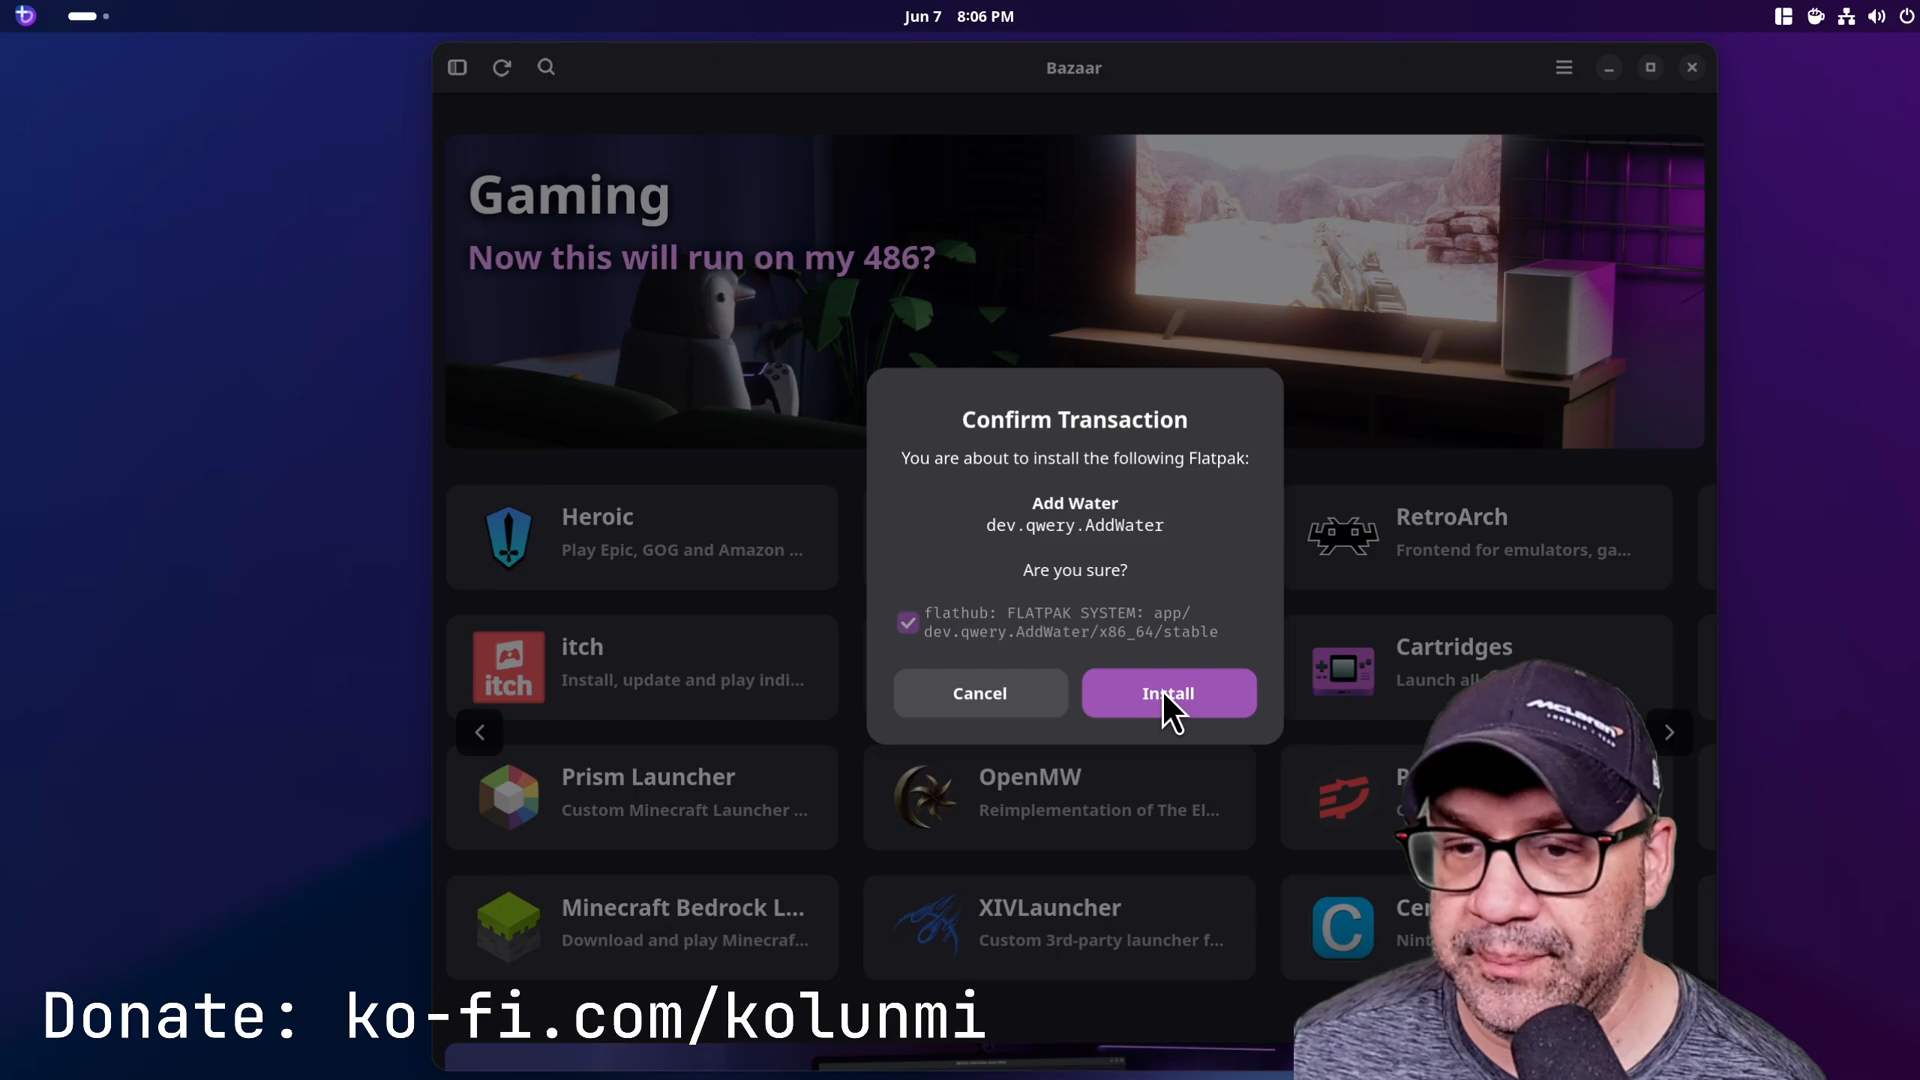 Jun 7 8:06 PM
Bazaar
Gaming
Now this will run on my 486?
Confirm Transaction
You are about to install the following Flatpak:
Add Water
dev.qwery.AddWater
Are you sure?
flathub: FLATPAK SYSTEM: app/
dev.qwery.AddWater/x86_64/stable
Cancel
Install
Heroic
Play Epic, GOG and Amazon ...
RetroArch
Frontend for emulators, ga...
itch
itch
Install, update and play indi...
Cartridges
Launch all
Prism Launcher
Custom Minecraft Launcher ...
OpenMW
Reimplementation of The El...
Minecraft Bedrock L...
Download and play Minecraf...
XIVLauncher
Custom 3rd-party launcher f...
McLaren
Donate: ko-fi.com/kolunmi